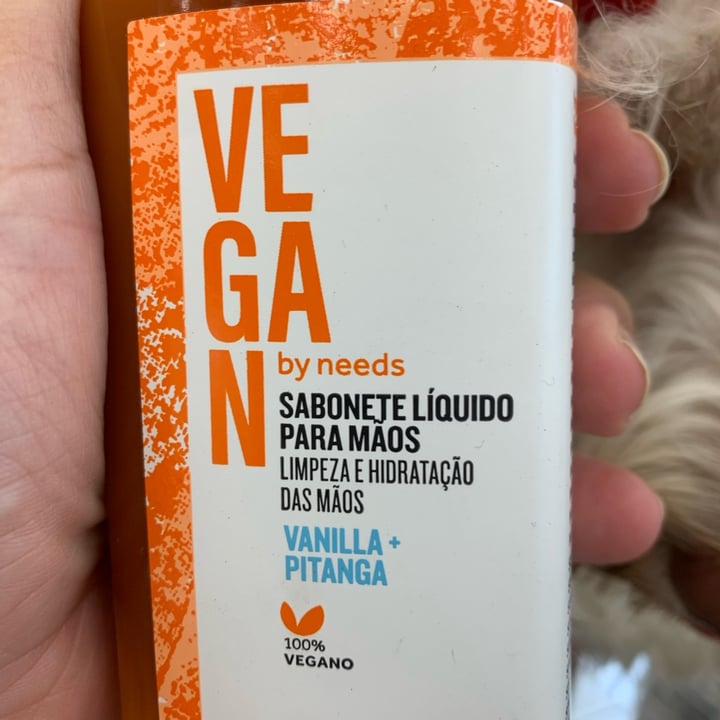 VE
GA
N
by needs
SABONETE LÍQUIDO
PARA MÃOS
LIMPEZA E HIDRATAÇÃO
DAS MÃOS
VANILLA +
PITANGA
100%
VEGANO